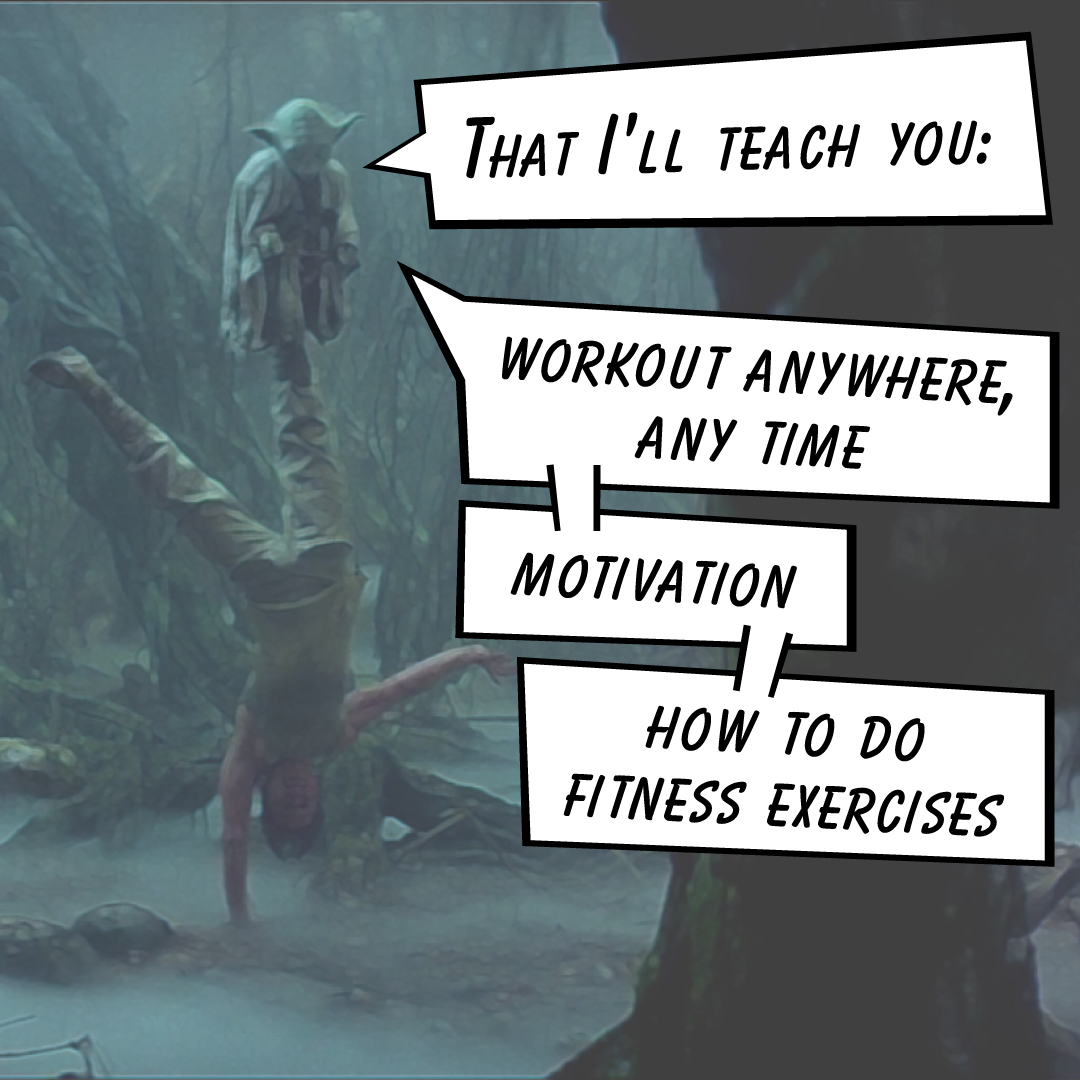 THAT I'LL TEACH YOU:
WORKOUT ANYWHERE,
ANY TIME
MOTIVATION
HOW TO DO
FITNESS EXERCISES